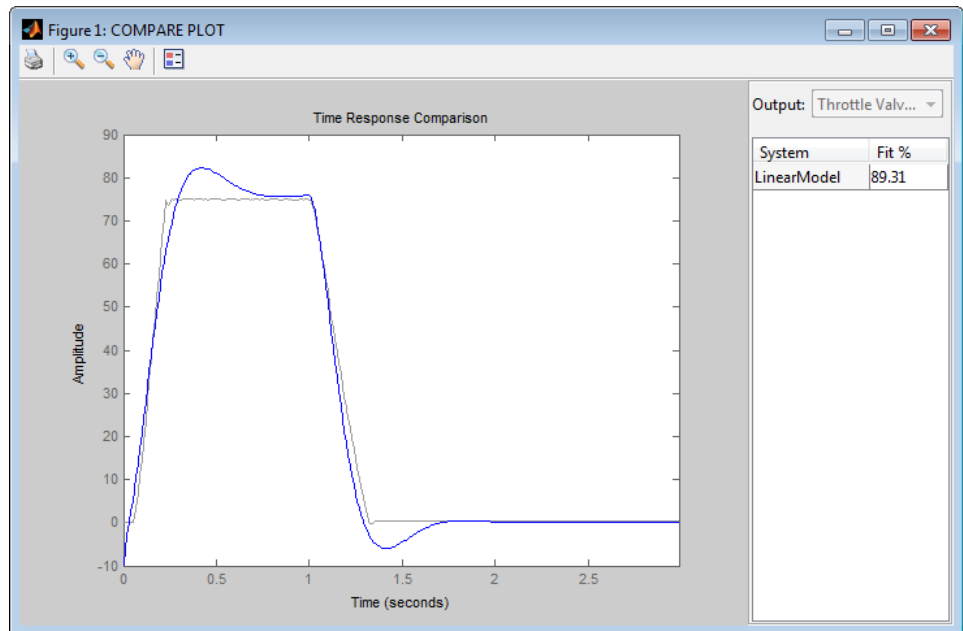 Figure 1: COMPARE PLOT
Time Response Comparison
Output: Throttle Valv...
System Fit %
LinearModel 89.31
Amplitude
90
80
70
60
50
40
30
20
10
0
-10
0 0.5 1 1.5 2 2.5
Time (seconds)